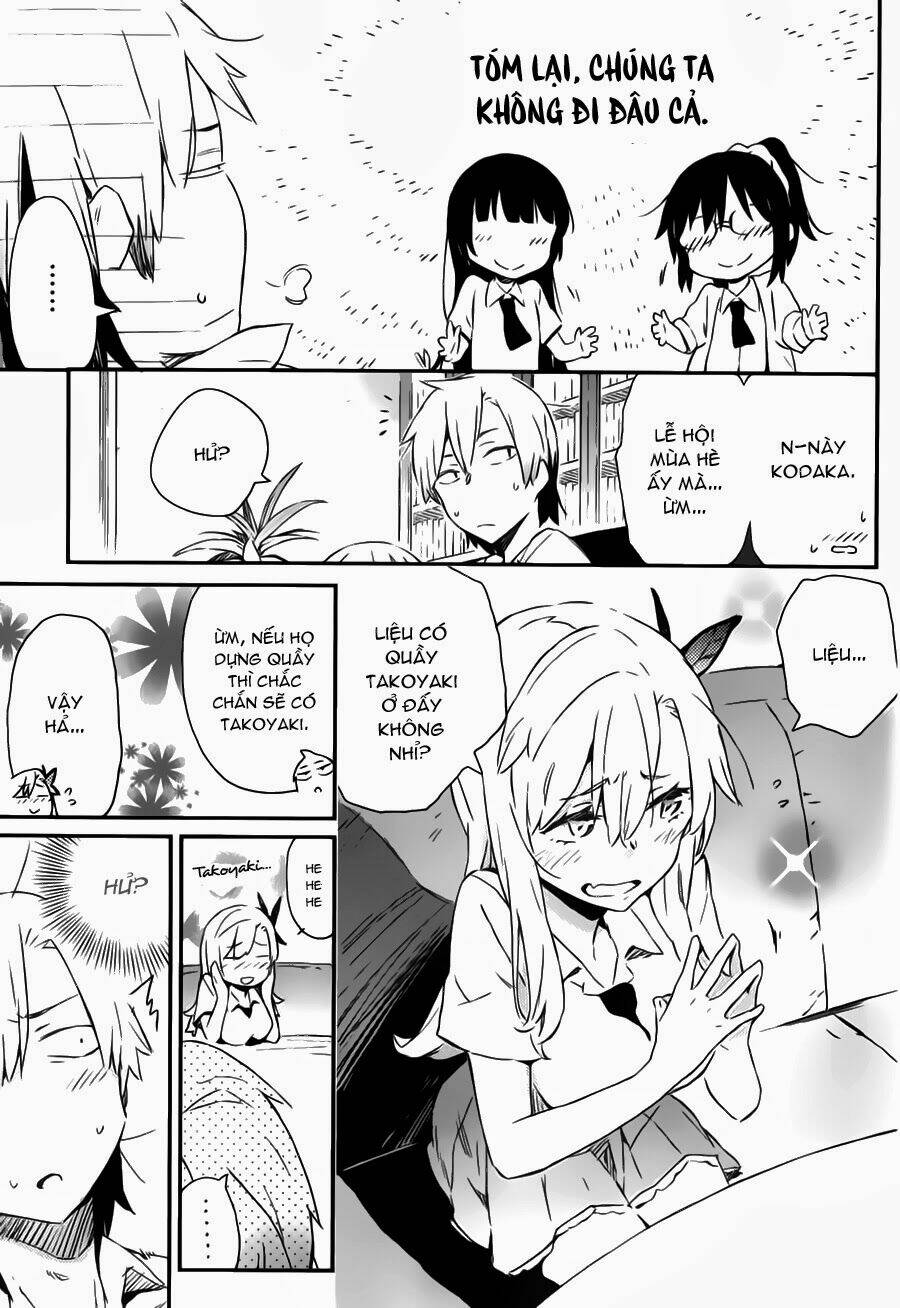 TÓM LẠI, CHÚNG TA
KHÔNG ĐI ĐÂU CẢ.
......
N-NÀY
KODAKA.
LỄ HỘI
MÙA HÈ
ẤY MÀ...
ỪM...
HỬ?
LIỆU...
LIỆU CÓ
QUẦY
TAKOYAKI
Ở ĐẤY
KHÔNG
NHỈ?
ỪM, NẾU HỌ
DỰNG QUẦY
THÌ CHẮC
CHẮN SẼ CÓ
TAKOYAKI.
VẬY
HẢ...
HE
HE
HE
Takoyaki...
......
HỬ?